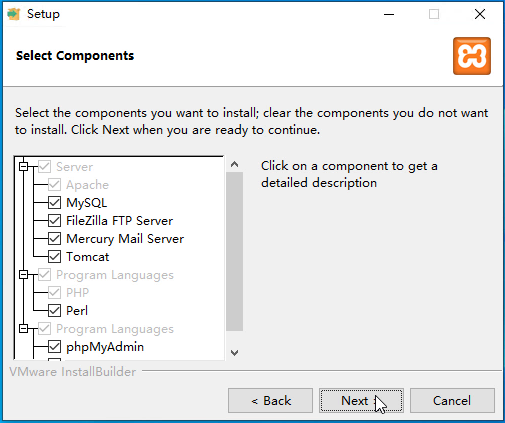 Setup
Select Components
Select the components you want to install; clear the components you do not want
to install. Click Next when you are ready to continue.
Server
Apache
MySQL
FileZilla FTP Server
Mercury Mail Server
Tomcat
Program Languages
PHP
Perl
Program Languages
phpMyAdmin
Click on a component to get a
detailed description
VMware InstallBuilder
< Back
Next >
Cancel